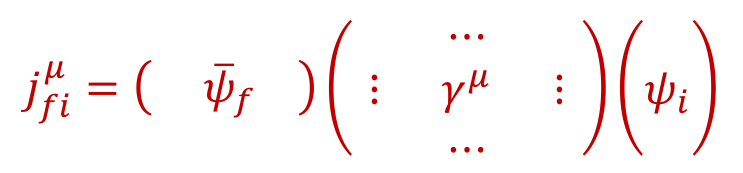 j^μ_{fi} = ( ψ̄_f ) ( ⋯ ⋮ γ^μ ⋮ ⋯ ) ( ψ_i )